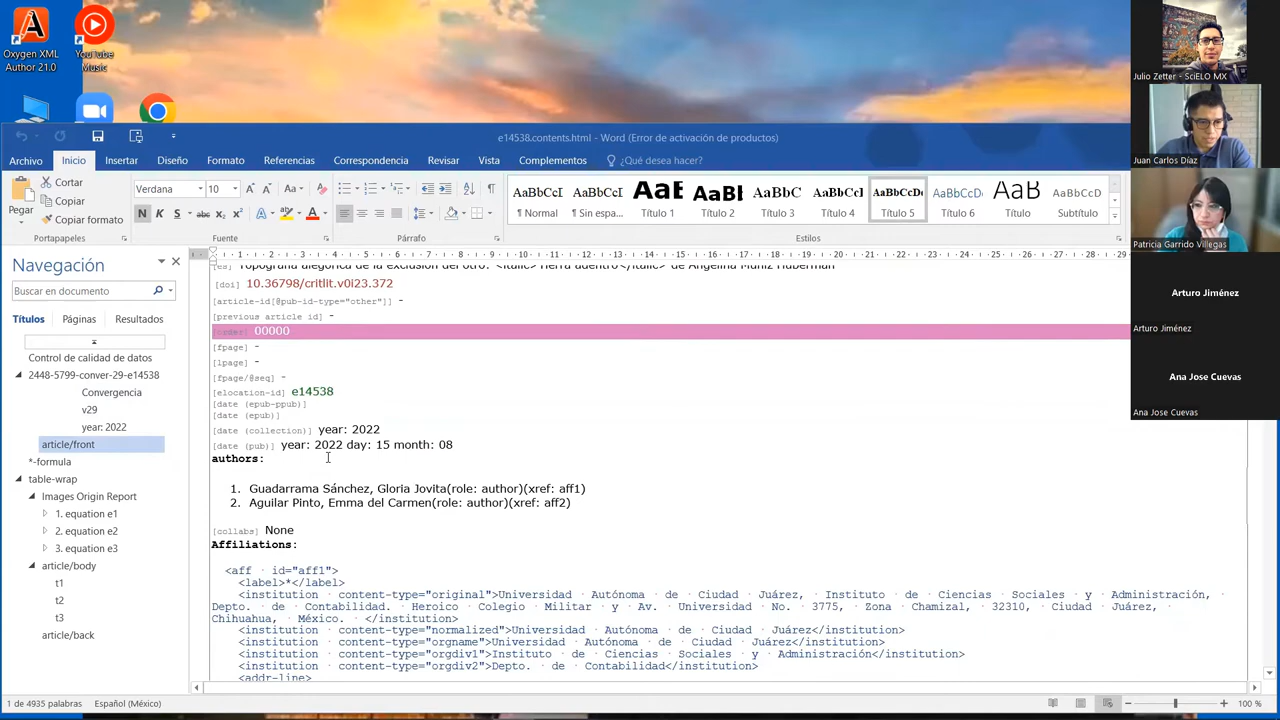 Oxygen XML
Author 21.0
YouTube
Music
e14538.contents.html - Word (Error de activación de productos)
Archivo
Inicio
Insertar
Diseño
Formato
Referencias
Correspondencia
Revisar
Vista
Complementos
¿Qué desea hacer?
Pegar
Cortar
Copiar
Copiar formato
Portapapeles
Verdana
10
Fuente
Párrafo
AaBbCcI
¶ Normal
AaBbCcI
¶ Sin espa...
Título 1
Título 2
AaBbC
Título 3
AaBbCcI
Título 4
Título 5
AaBbCcI
Título 6
AaB
Título
AaBbCcI
Subtítulo
Estilos
Navegación
Buscar en documento
Títulos
Páginas
Resultados
Control de calidad de datos
2448-5799-conver-29-e14538
Convergencia
v29
year: 2022
article/front
*-formula
table-wrap
Images Origin Report
1. equation e1
2. equation e2
3. equation e3
article/body
t1
t2
t3
article/back
[doi] 10.36798/critlit.v0i23.372
[article-id[@pub-id-type="other"]] -
[previous article id] -
[order] 00000
[fpage] -
[lpage] -
[fpage/@seq] -
[elocation-id] e14538
[date (epub-ppub)]
[date (epub)]
[date (collection)] year: 2022
[date (pub)] year: 2022 day: 15 month: 08
authors:
1. Guadarrama Sánchez, Gloria Jovita(role: author)(xref: aff1)
2. Aguilar Pinto, Emma del Carmen(role: author)(xref: aff2)
[collabs] None
Affiliations:
<aff · id="aff1">
<label>*</label>
<institution · content-type="original">Universidad · Autónoma · de · Ciudad · Juárez, · Instituto · de · Ciencias · Sociales · y · Administración, ·
Depto. · de · Contabilidad. · Heroico · Colegio · Militar · y · Av. · Universidad · No. · 3775, · Zona · Chamizal, · 32310, · Ciudad · Juárez, ·
Chihuahua, · México. · </institution>
<institution · content-type="normalized">Universidad · Autónoma · de · Ciudad · Juárez</institution>
<institution · content-type="orgname">Universidad · Autónoma · de · Ciudad · Juárez</institution>
<institution · content-type="orgdiv1">Instituto · de · Ciencias · Sociales · y · Administración</institution>
<institution · content-type="orgdiv2">Depto. · de · Contabilidad</institution>
<addr-line>
1 de 4935 palabras
Español (México)
100 %
Julio Zetter - SciELO MX
Juan Carlos Díaz
Patricia Garrido Villegas
Arturo Jiménez
Arturo Jiménez
Ana Jose Cuevas
Ana Jose Cuevas